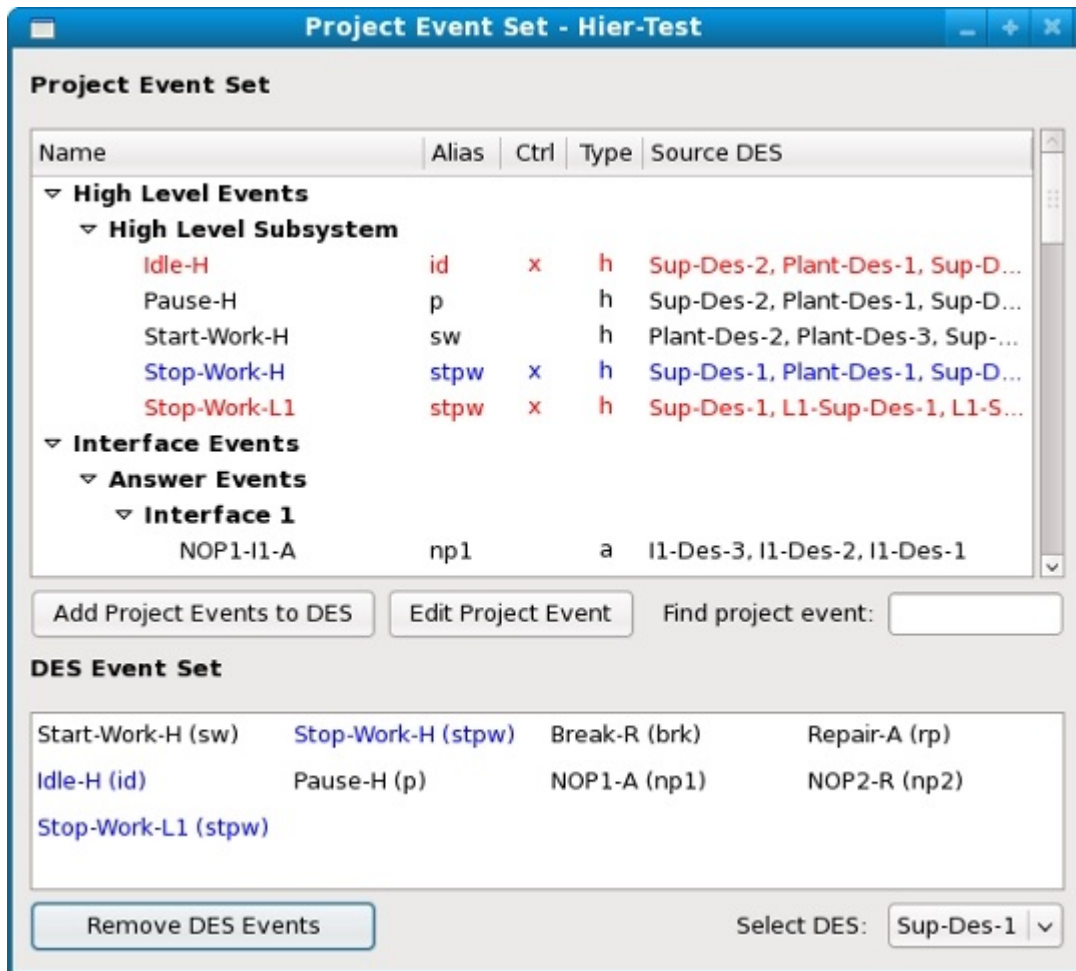 Project Event Set - Hier-Test
Project Event Set
Name Alias Ctrl Type Source DES
High Level Events
High Level Subsystem
Idle-H id x h Sup-Des-2, Plant-Des-1, Sup-D...
Pause-H p h Sup-Des-2, Plant-Des-1, Sup-D...
Start-Work-H sw h Plant-Des-2, Plant-Des-3, Sup-...
Stop-Work-H stpw x h Sup-Des-1, Plant-Des-1, Sup-D...
Stop-Work-L1 stpw x h Sup-Des-1, L1-Sup-Des-1, L1-S...
Interface Events
Answer Events
Interface 1
NOP1-I1-A np1 a I1-Des-3, I1-Des-2, I1-Des-1
Add Project Events to DES Edit Project Event Find project event:
DES Event Set
Start-Work-H (sw) Stop-Work-H (stpw) Break-R (brk) Repair-A (rp)
Idle-H (id) Pause-H (p) NOP1-A (np1) NOP2-R (np2)
Stop-Work-L1 (stpw)
Remove DES Events Select DES: Sup-Des-1